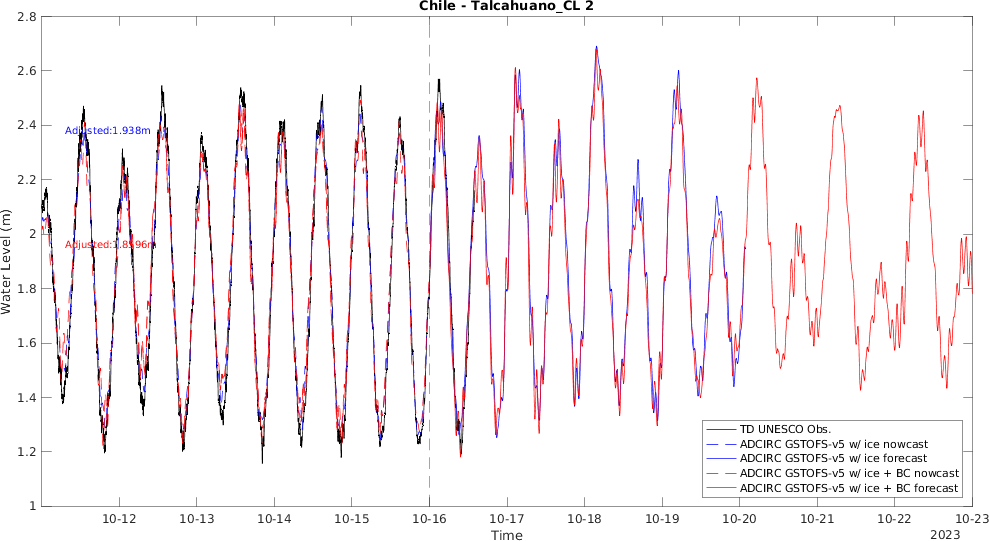 Chile - Talcahuano_CL 2
2.8
2.6
2.4
2.2
2
1.8
1.6
1.4
1.2
1
Water Level (m)
Adjusted:1.938m
Adjusted:1.8596m
TD UNESCO Obs.
ADCIRC GSTOFS-v5 w/ ice nowcast
ADCIRC GSTOFS-v5 w/ ice forecast
ADCIRC GSTOFS-v5 w/ ice + BC nowcast
ADCIRC GSTOFS-v5 w/ ice + BC forecast
10-12 10-13 10-14 10-15 10-16 10-17 10-18 10-19 10-20 10-21 10-22 10-23
Time
2023